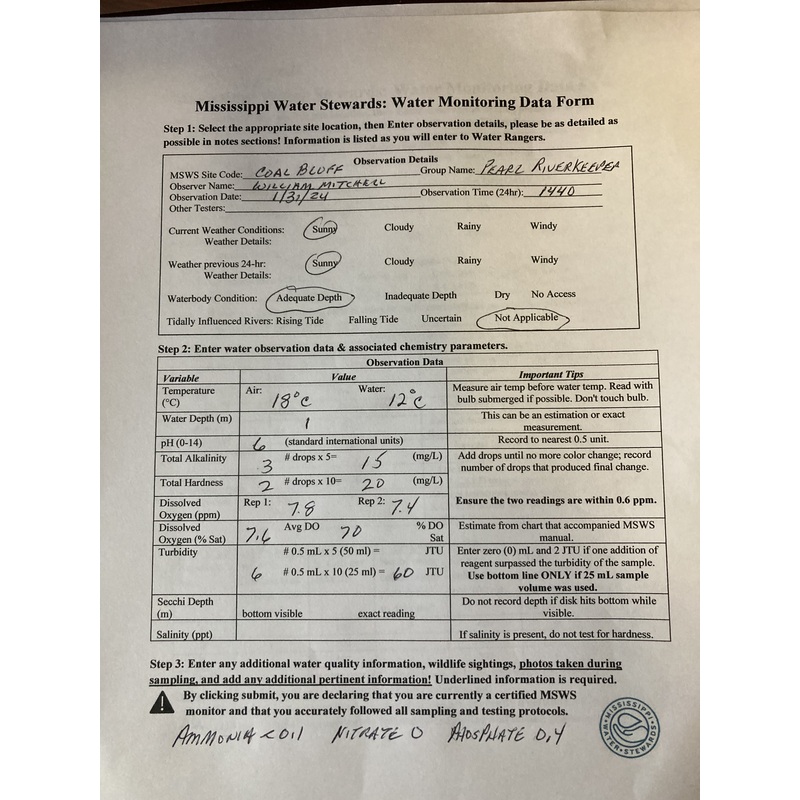 Mississippi Water Stewards: Water Monitoring Data Form
Step 1: Select the appropriate site location, then Enter observation details, please be as detailed as
possible in notes sections! Information is listed as you will enter to Water Rangers.
Observation Details
MSWS Site Code: COAL BLUFF Group Name: PEARL RIVERKEEPER
Observer Name: WILLIAM MITCHELL
Observation Date: 1/31/24 Observation Time (24hr): 1440
Other Testers:
Current Weather Conditions: Sunny Cloudy Rainy Windy
Weather Details:
Weather previous 24-hr: Sunny Cloudy Rainy Windy
Weather Details:
Waterbody Condition: Adequate Depth Inadequate Depth Dry No Access
Tidally Influenced Rivers: Rising Tide Falling Tide Uncertain Not Applicable
Step 2: Enter water observation data & associated chemistry parameters.
Observation Data
Variable Value Important Tips
Temperature Air: 18°C Water: 12°C Measure air temp before water temp. Read with
(°C) bulb submerged if possible. Don't touch bulb.
Water Depth (m) 1 This can be an estimation or exact
measurement.
pH (0-14) 6 (standard international units) Record to nearest 0.5 unit.
Total Alkalinity 3 # drops x 5= 15 (mg/L) Add drops until no more color change; record
number of drops that produced final change.
Total Hardness 2 # drops x 10= 20 (mg/L)
Dissolved Rep 1: 7.8 Rep 2: 7.4 Ensure the two readings are within 0.6 ppm.
Oxygen (ppm)
Dissolved 7.6 Avg DO 70 % DO Estimate from chart that accompanied MSWS
Oxygen (% Sat) Sat manual.
Turbidity # 0.5 mL x 5 (50 ml) = JTU Enter zero (0) mL and 2 JTU if one addition of
reagent surpassed the turbidity of the sample.
6 # 0.5 mL x 10 (25 ml)= 60 JTU Use bottom line ONLY if 25 mL sample
volume was used.
Secchi Depth Do not record depth if disk hits bottom while
(m) bottom visible exact reading visible.
Salinity (ppt) If salinity is present, do not test for hardness.
Step 3: Enter any additional water quality information, wildlife sightings, photos taken during
sampling, and add any additional pertinent information! Underlined information is required.
By clicking submit, you are declaring that you are currently a certified MSWS
monitor and that you accurately followed all sampling and testing protocols.
AMMONIA < 0.1 NITRATE 0 PHOSPHATE 0.4
MISSISSIPPI WATER STEWARDS